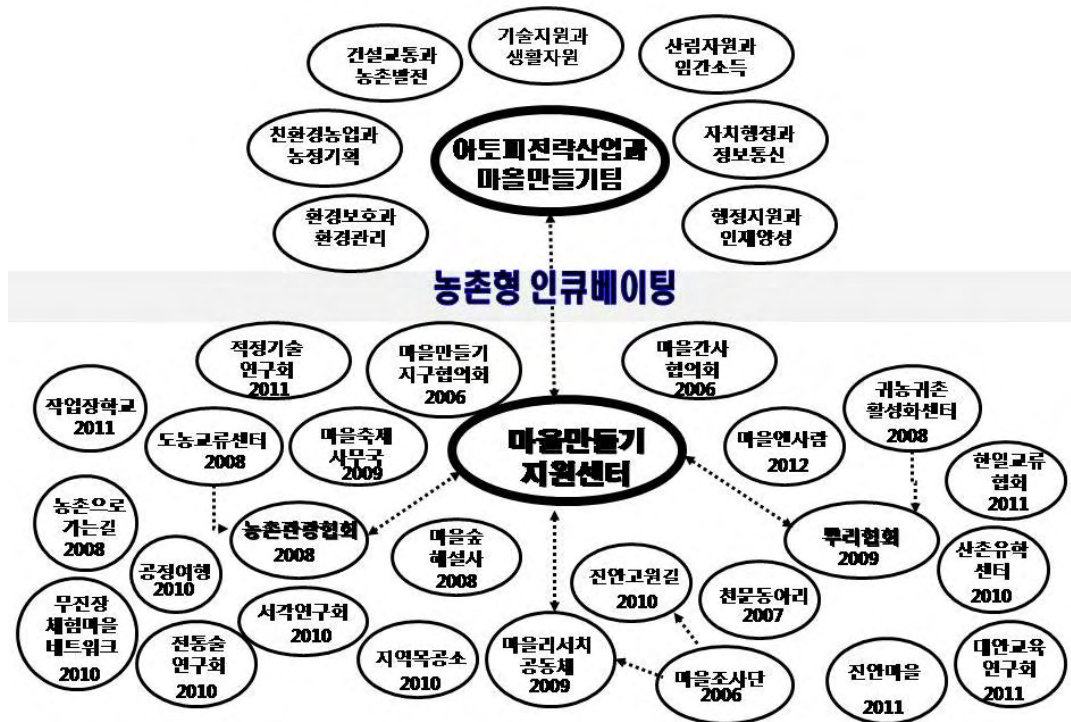 기술지원과
생활자원
건설교통과
농촌발전
산림자원과
임간소득
친환경농업과
농정기획
아토피전략산업과
마을만들기팀
자치행정과
정보통신
환경보호과
환경관리
행정지원과
인재양성
농촌형 인큐베이팅
적정기술
연구회
2011
마을만들기
지구협의회
2006
마을간사
협의회
2006
작업장학교
2011
도농교류센터
2008
마을축제
사무국
2009
마을만들기
지원센터
마을앤사람
2012
귀농귀촌
활성화센터
2008
한일교류
협회
2011
농촌으로
가는길
2008
농촌관광협회
2008
마을숲
해설사
2008
뿌리협회
2009
산촌유학
센터
2010
공정여행
2010
진안고원길
2010
천문동아리
2007
무진장
체험마을
네트워크
2010
전통술
연구회
2010
서각연구회
2010
지역목공소
2010
마을리서치
공동체
2009
마을조사단
2006
진안마을
2011
대안교육
연구회
2011